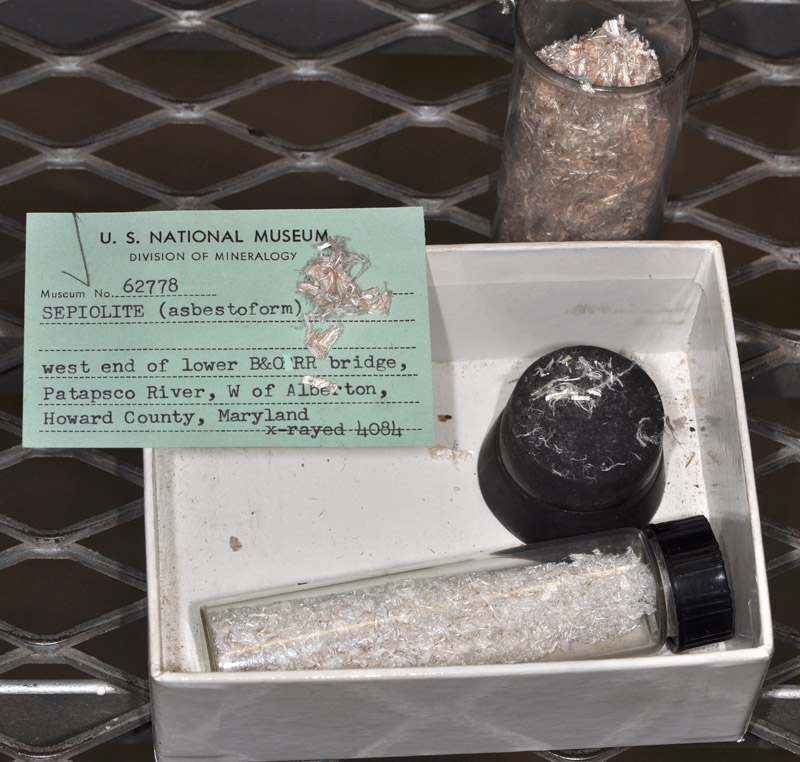 U. S. NATIONAL MUSEUM
DIVISION OF MINERALOGY
Museum No. 62778
SEPIOLITE (asbestoform)
west end of lower B&O RR bridge,
Patapsco River, W of Alberton,
Howard County, Maryland
x-rayed 4084